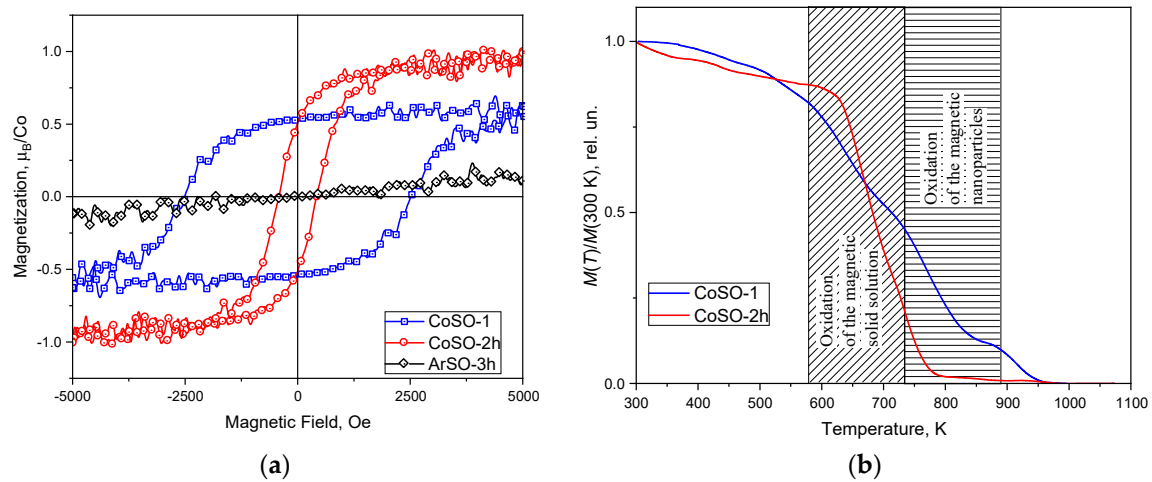 1.0
0.5
0.0
-0.5
-1.0
Magnetization, μB/Co
-5000 -2500 0 2500 5000
Magnetic Field, Oe
CoSO-1
CoSO-2h
ArSO-3h
(a)
1.0
0.5
0.0
M(T)/M(300 K), rel. un.
300 400 500 600 700 800 900 1000 1100
Temperature, K
CoSO-1
CoSO-2h
Oxidation
of the magnetic
solid solution
Oxidation
of the magnetic
nanoparticles
(b)